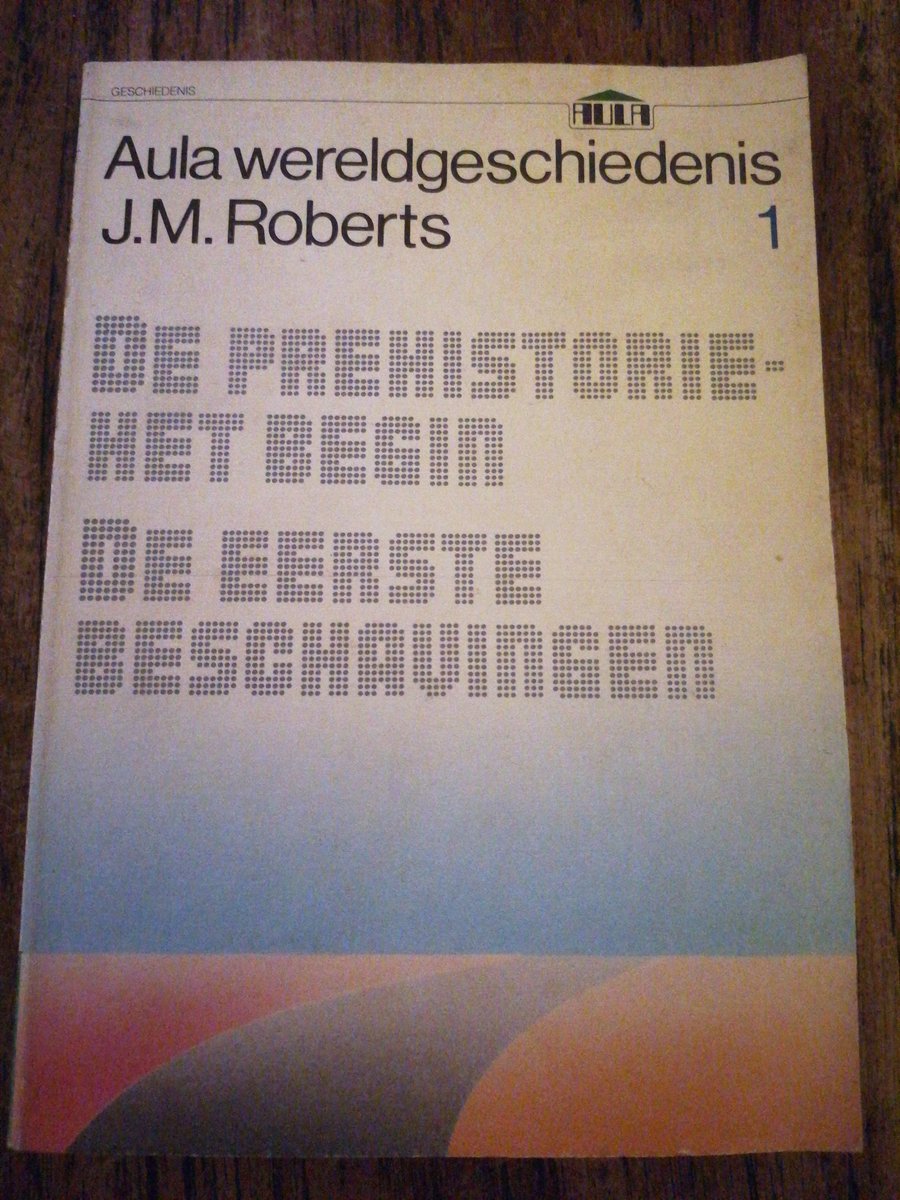 GESCHIEDENIS
AULA
Aula wereldgeschiedenis
J.M. Roberts 1
De prehistorie-
het begin
De eerste
beschavingen